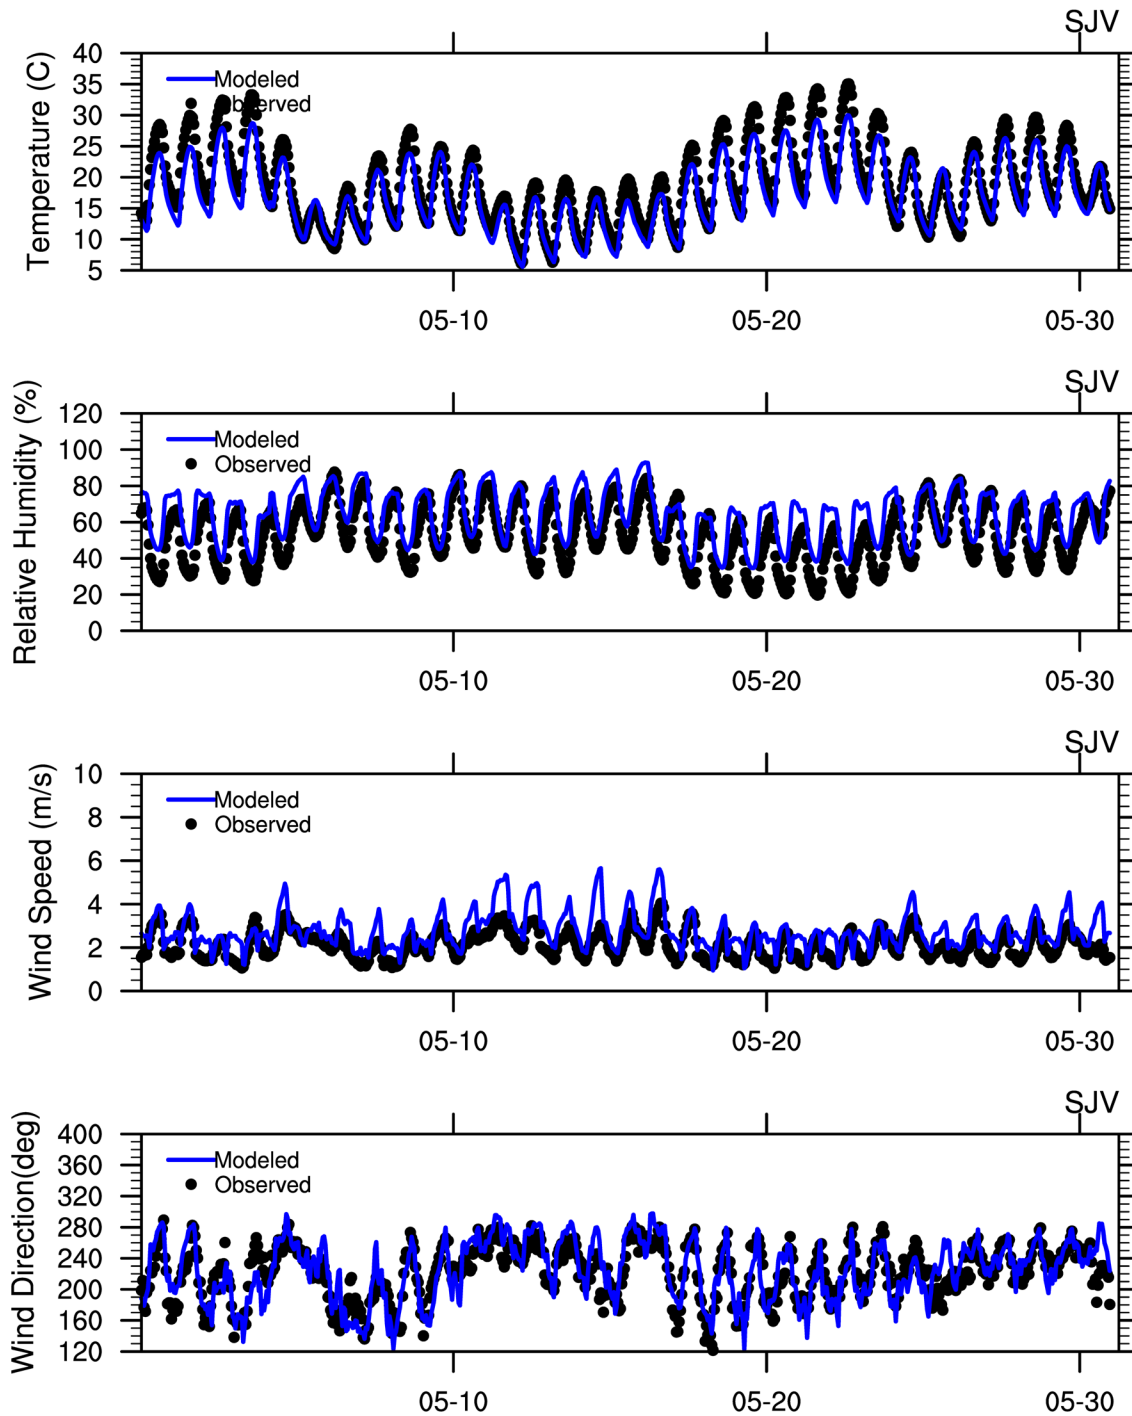 SJV
Temperature (C)
40
35
30
25
20
15
10
5
Modeled
Observed
05-10
05-20
05-30
SJV
Relative Humidity (%)
120
100
80
60
40
20
0
Modeled
Observed
05-10
05-20
05-30
SJV
Wind Speed (m/s)
10
8
6
4
2
0
Modeled
Observed
05-10
05-20
05-30
SJV
Wind Direction(deg)
400
360
320
280
240
200
160
120
Modeled
Observed
05-10
05-20
05-30